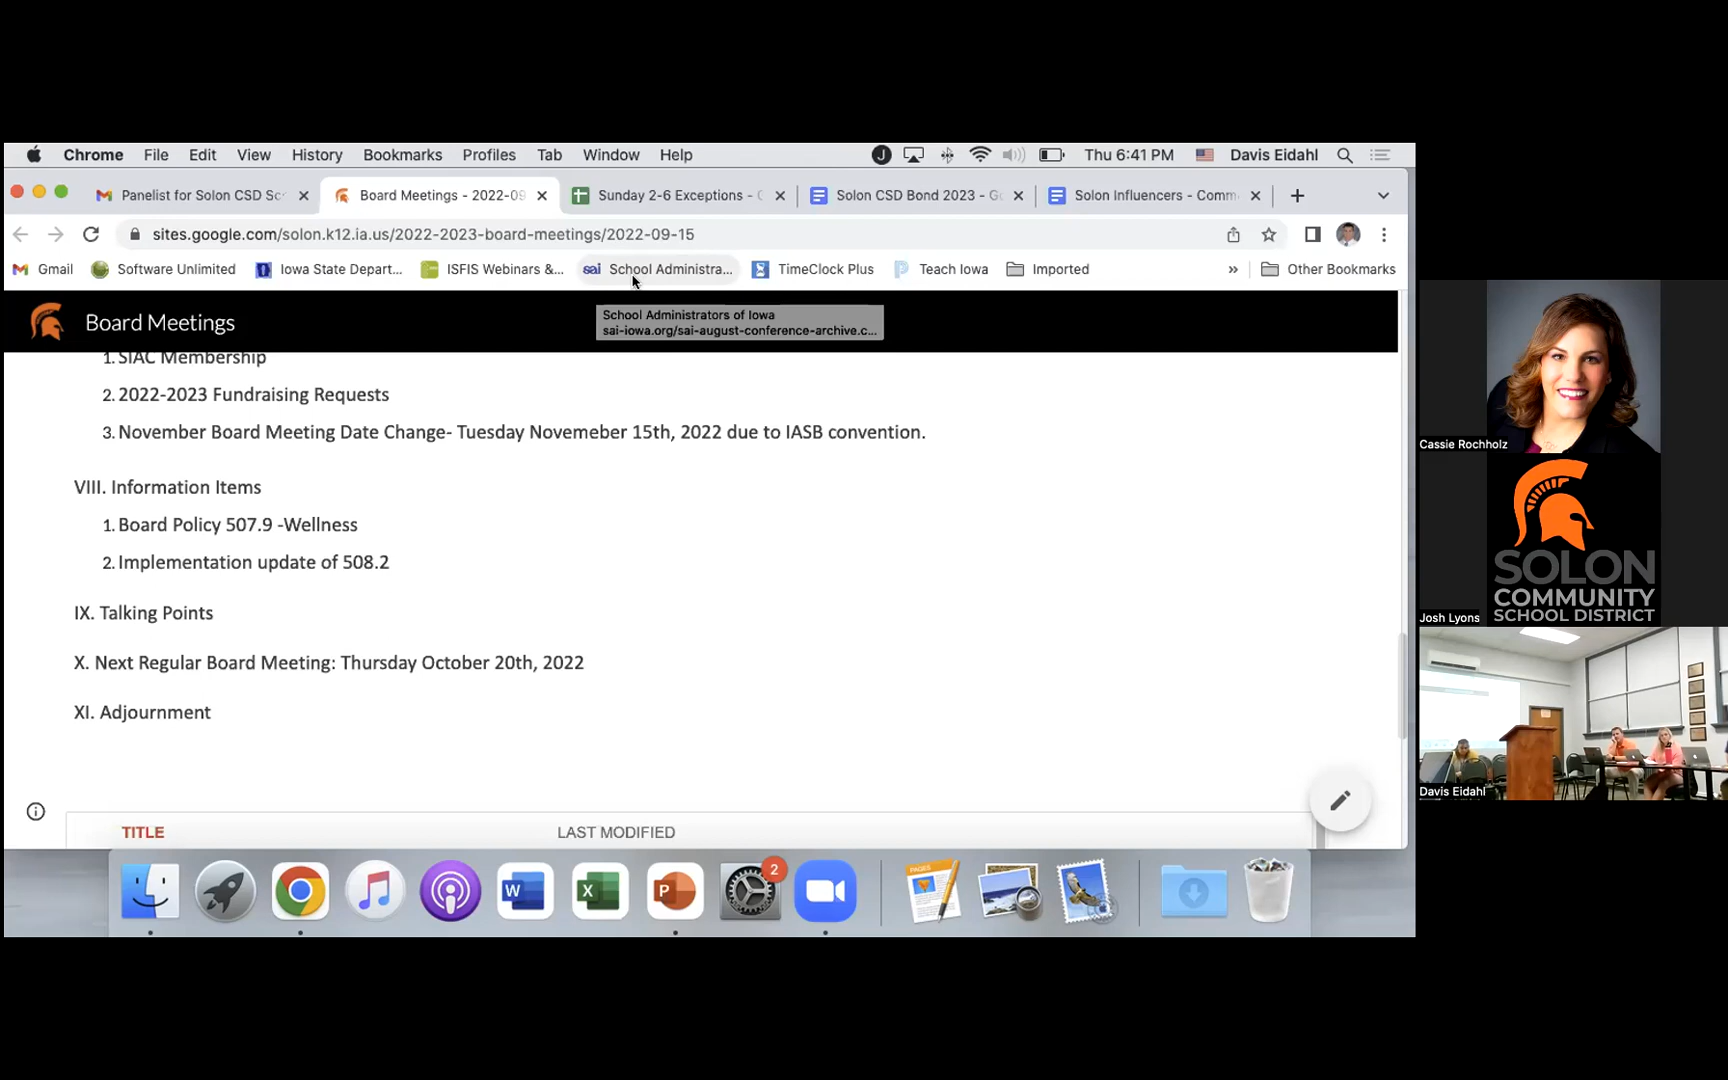 Chrome File Edit View History Bookmarks Profiles Tab Window Help J Thu 6:41 PM Davis Eidahl
Panelist for Solon CSD Sc Board Meetings - 2022-09 Sunday 2-6 Exceptions - G Solon CSD Bond 2023 - Go Solon Influencers - Comm
sites.google.com/solon.k12.ia.us/2022-2023-board-meetings/2022-09-15
Gmail Software Unlimited Iowa State Depart... ISFIS Webinars &... sai School Administra... TimeClock Plus Teach Iowa Imported » Other Bookmarks
Board Meetings
School Administrators of Iowa
sai-iowa.org/sai-august-conference-archive.c...
1. SIAC Membership
2. 2022-2023 Fundraising Requests
3. November Board Meeting Date Change- Tuesday Novemeber 15th, 2022 due to IASB convention.
VIII. Information Items
1. Board Policy 507.9 -Wellness
2. Implementation update of 508.2
IX. Talking Points
X. Next Regular Board Meeting: Thursday October 20th, 2022
XI. Adjournment
TITLE LAST MODIFIED
W X P 2
PAGES
Cassie Rochholz
SOLON
COMMUNITY
SCHOOL DISTRICT
Josh Lyons
Davis Eidahl